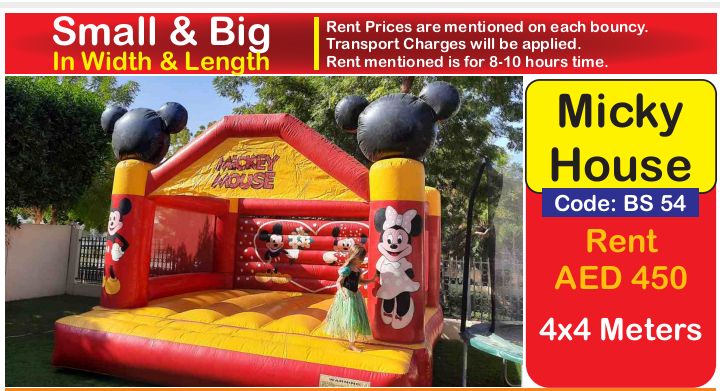 Small & Big
In Width & Length
Rent Prices are mentioned on each bouncy.
Transport Charges will be applied.
Rent mentioned is for 8-10 hours time.
MICKEY
MOUSE
WARNING
Micky
House
Code: BS 54
Rent
AED 450
4x4 Meters